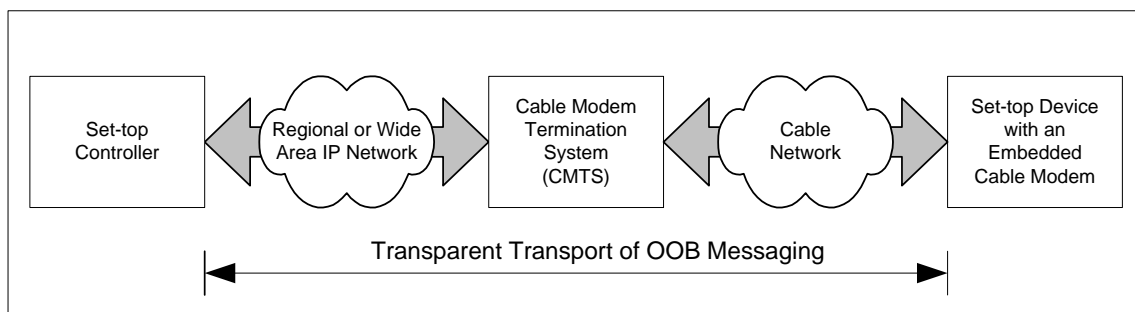 Set-top
Controller
Regional or Wide
Area IP Network
Cable Modem
Termination
System
(CMTS)
Cable
Network
Set-top Device
with an
Embedded
Cable Modem
Transparent Transport of OOB Messaging